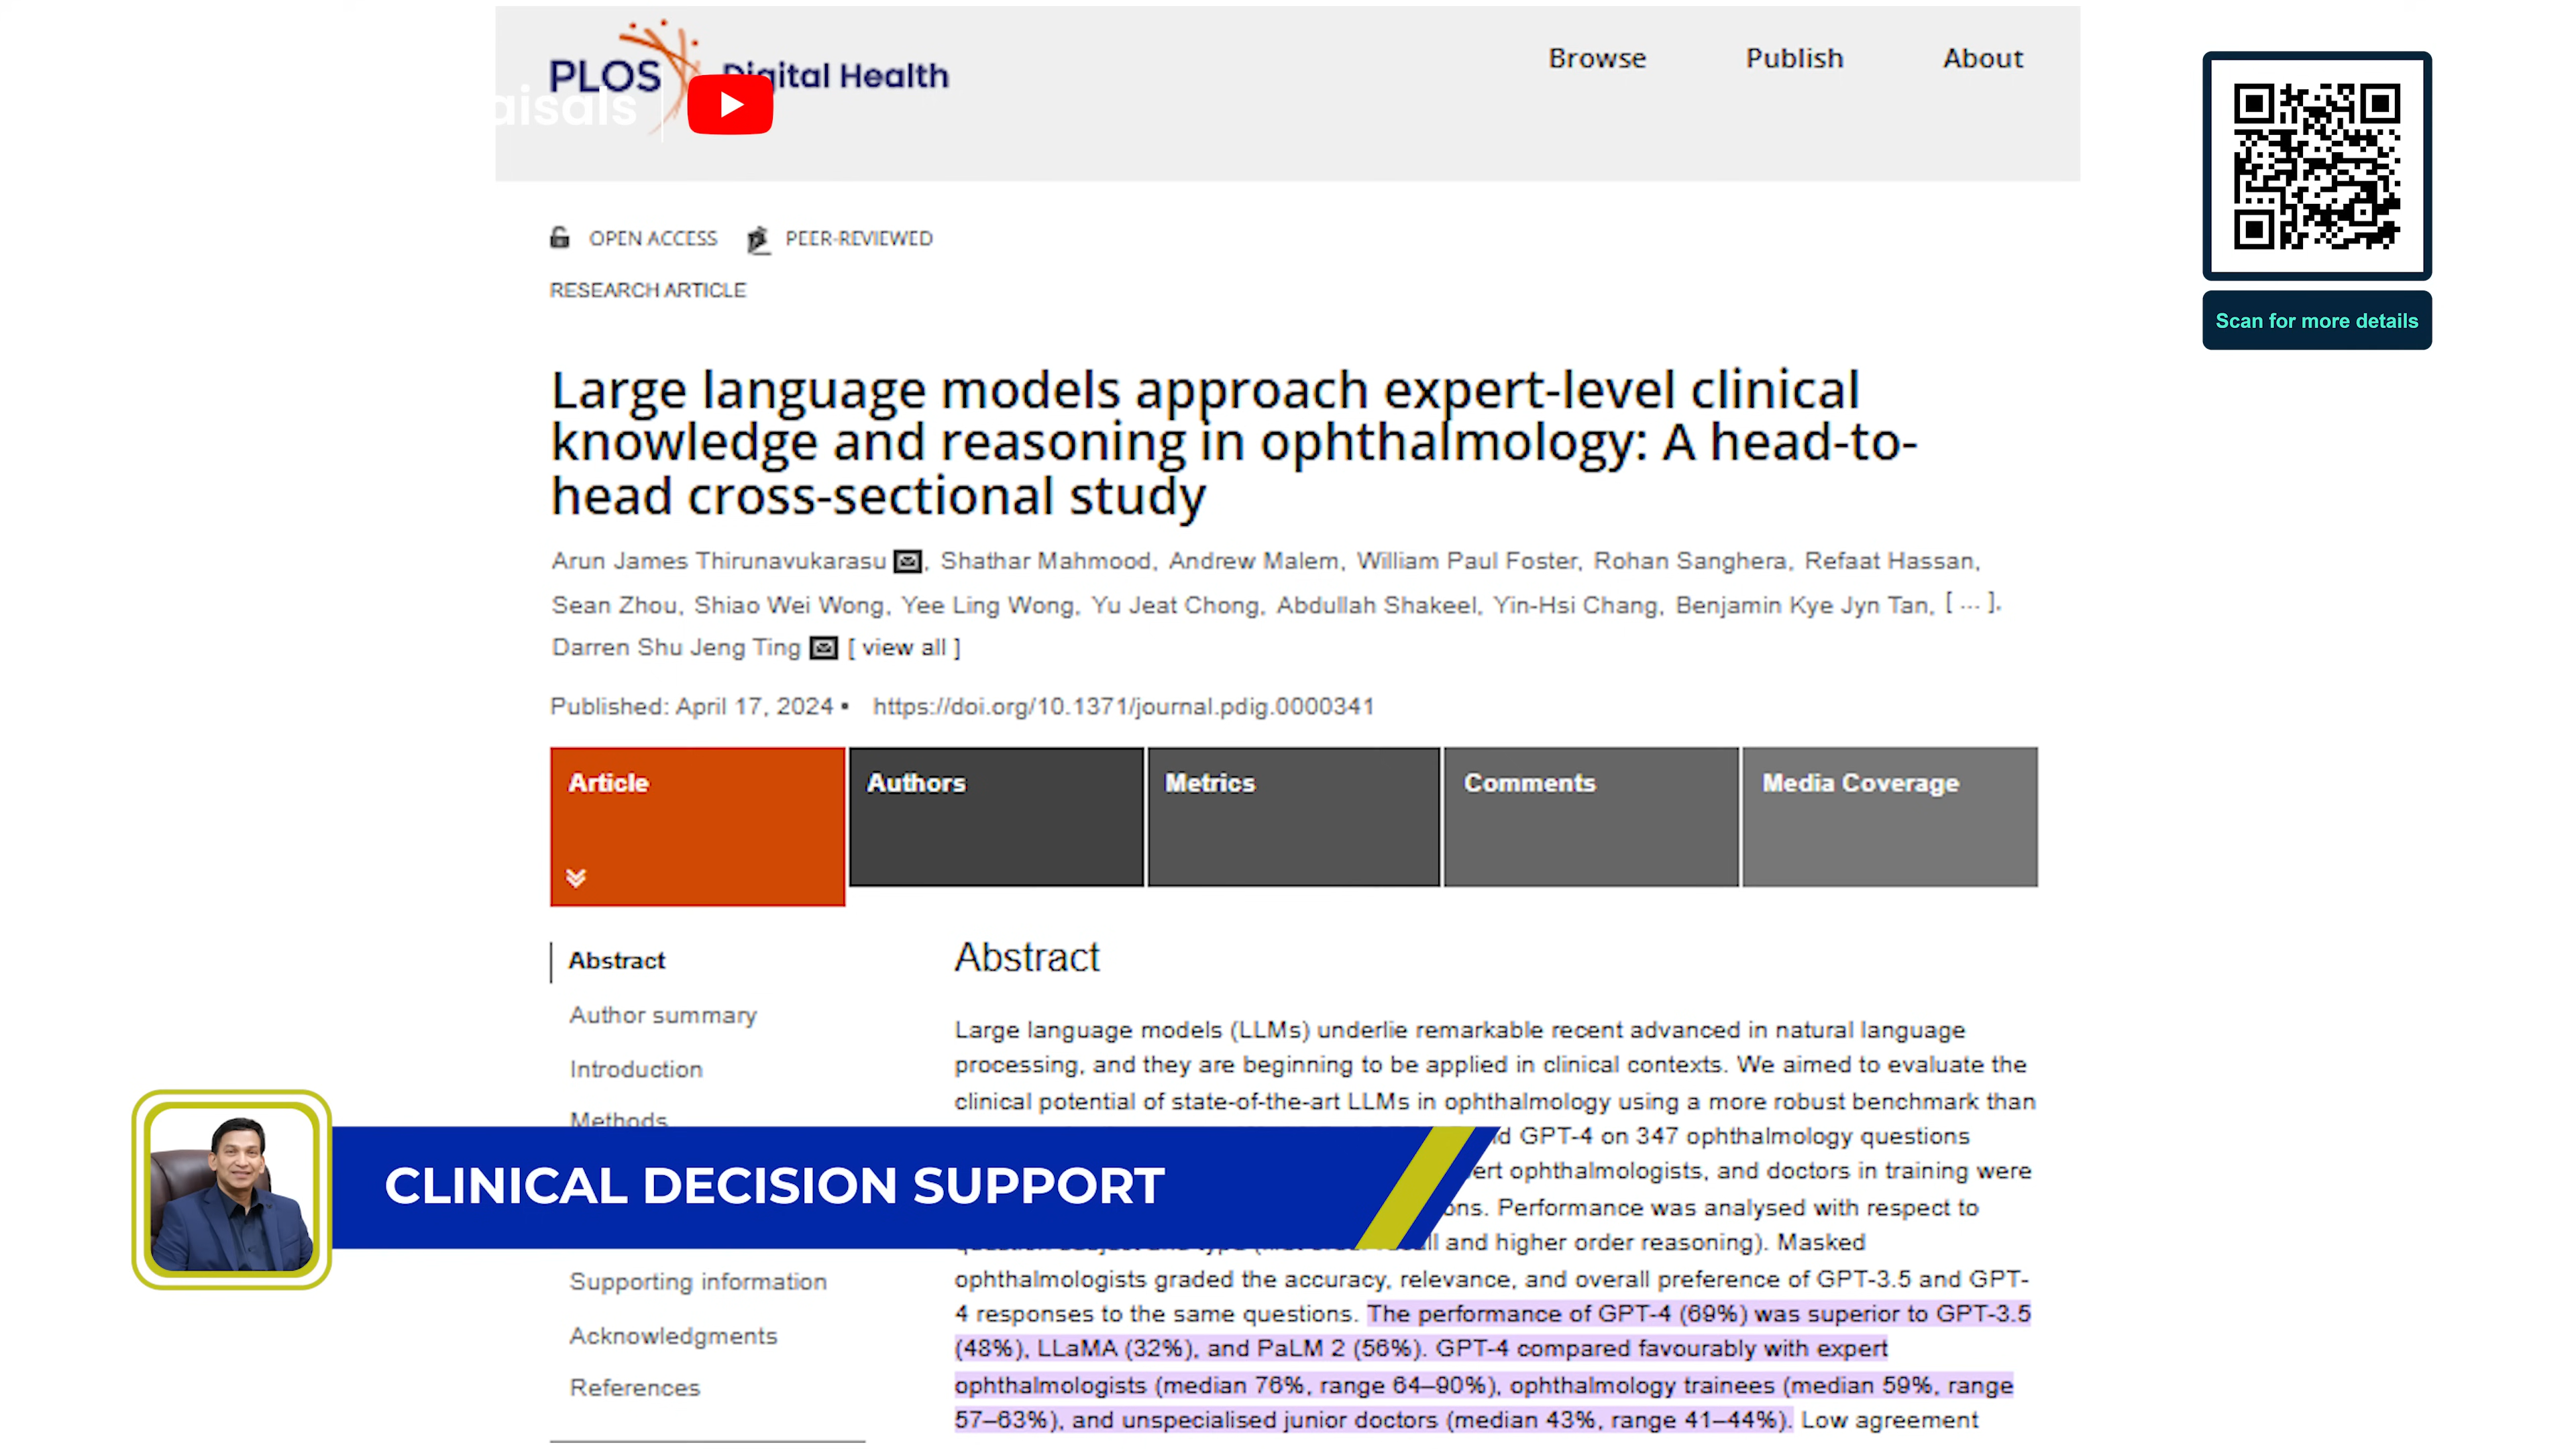 PLOS Digital Health
Browse Publish About
aisals
OPEN ACCESS PEER-REVIEWED
RESEARCH ARTICLE
Scan for more details
Large language models approach expert-level clinical
knowledge and reasoning in ophthalmology: A head-to-
head cross-sectional study
Arun James Thirunavukarasu, Shathar Mahmood, Andrew Malem, William Paul Foster, Rohan Sanghera, Refaat Hassan,
Sean Zhou, Shiao Wei Wong, Yee Ling Wong, Yu Jeat Chong, Abdullah Shakeel, Yin-Hsi Chang, Benjamin Kye Jyn Tan, [ ... ],
Darren Shu Jeng Ting [ view all ]
Published: April 17, 2024 • https://doi.org/10.1371/journal.pdig.0000341
Article Authors Metrics Comments Media Coverage
Abstract
Author summary
Introduction
Methods
Supporting information
Acknowledgments
References
Abstract
Large language models (LLMs) underlie remarkable recent advanced in natural language
processing, and they are beginning to be applied in clinical contexts. We aimed to evaluate the
clinical potential of state-of-the-art LLMs in ophthalmology using a more robust benchmark than
GPT-4 on 347 ophthalmology questions
ophthalmologists, and doctors in training were
Performance was analysed with respect to
and higher order reasoning). Masked
ophthalmologists graded the accuracy, relevance, and overall preference of GPT-3.5 and GPT-
4 responses to the same questions. The performance of GPT-4 (69%) was superior to GPT-3.5
(48%), LLaMA (32%), and PaLM 2 (56%). GPT-4 compared favourably with expert
ophthalmologists (median 76%, range 64–90%), ophthalmology trainees (median 59%, range
57–63%), and unspecialised junior doctors (median 43%, range 41–44%). Low agreement
CLINICAL DECISION SUPPORT